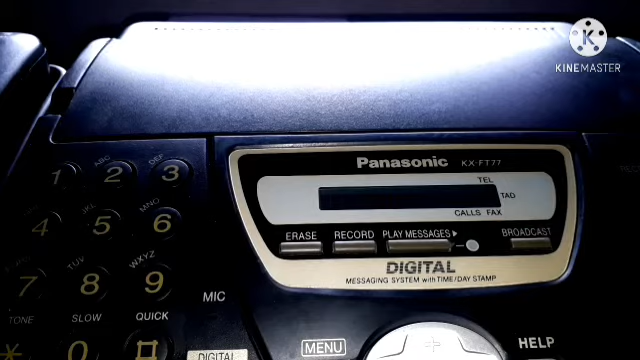 KINEMASTER
Panasonic KX-FT77
TEL
TAD
CALLS FAX
ERASE RECORD PLAY MESSAGES BROADCAST
DIGITAL
MESSAGING SYSTEM with TIME/DAY STAMP
1 ABC 2 DEF 3
4 JKL 5 MNO 6
7 TUV 8 WXYZ 9
TONE SLOW QUICK
* 0 #
MIC
DIGITAL
MENU
HELP